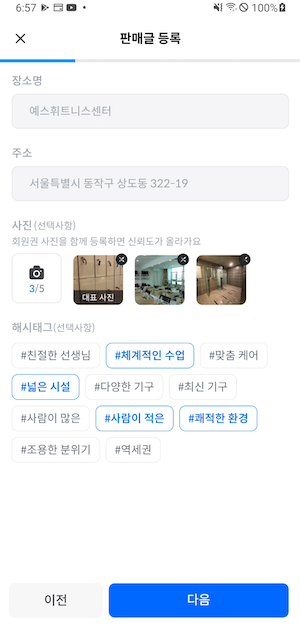 6:57
100%
판매글 등록
장소명
예스휘트니스센터
주소
서울특별시 동작구 상도동 322-19
사진 (선택사항)
회원권 사진을 함께 등록하면 신뢰도가 올라가요
3/5
대표 사진
해시태그(선택사항)
#친절한 선생님 #체계적인 수업 #맞춤 케어
#넓은 시설 #다양한 기구 #최신 기구
#사람이 많은 #사람이 적은 #쾌적한 환경
#조용한 분위기 #역세권
이전 다음